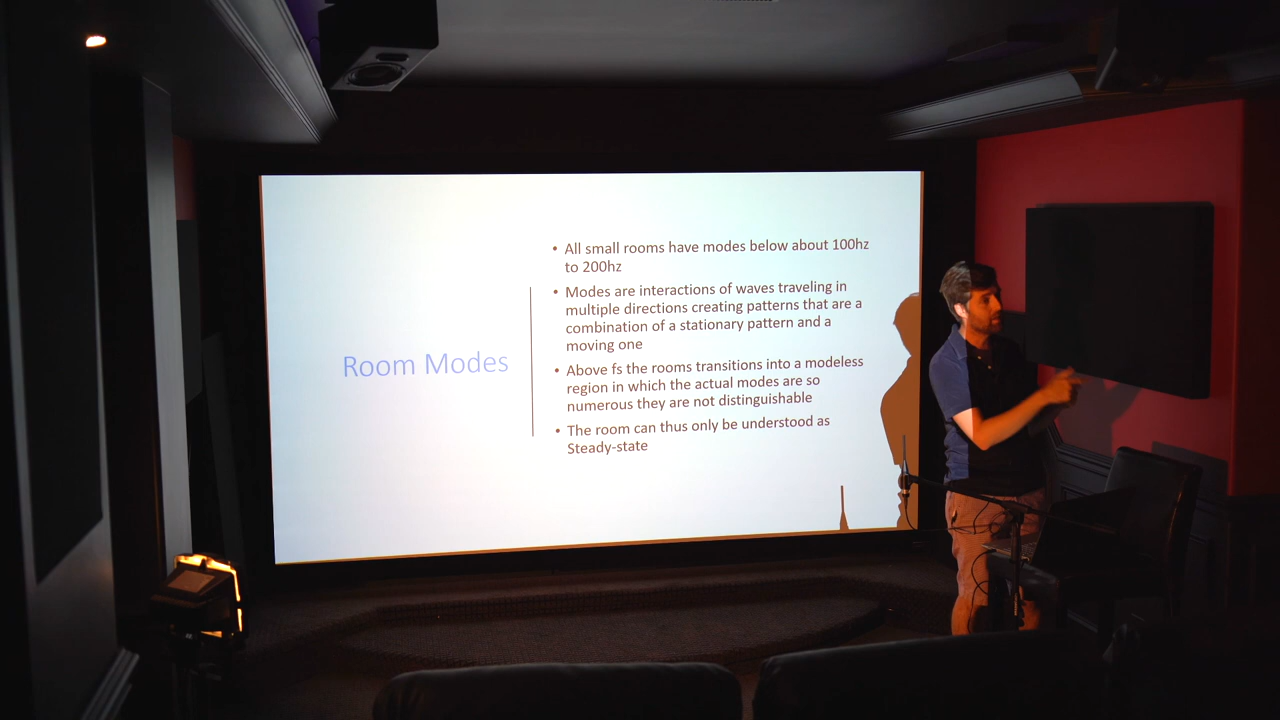 Room Modes
• All small rooms have modes below about 100hz
to 200hz
• Modes are interactions of waves traveling in
multiple directions creating patterns that are a
combination of a stationary pattern and a
moving one
• Above fs the rooms transitions into a modeless
region in which the actual modes are so
numerous they are not distinguishable
• The room can thus only be understood as
Steady-state